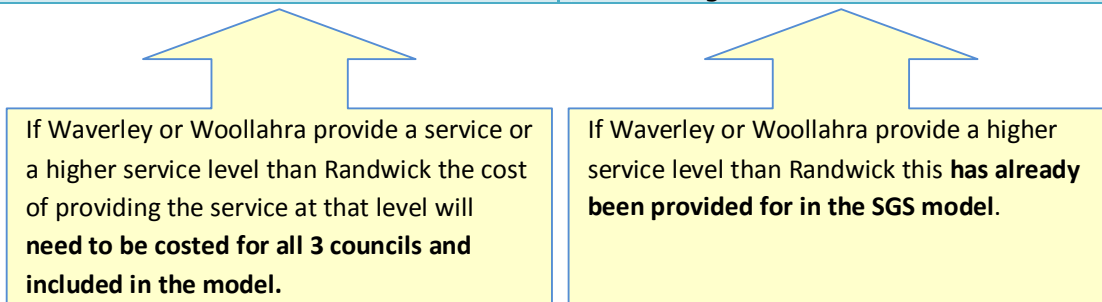 If Waverley or Woollahra provide a service or
a higher service level than Randwick the cost
of providing the service at that level will
need to be costed for all 3 councils and
included in the model.
If Waverley or Woollahra provide a higher
service level than Randwick this has already
been provided for in the SGS model.